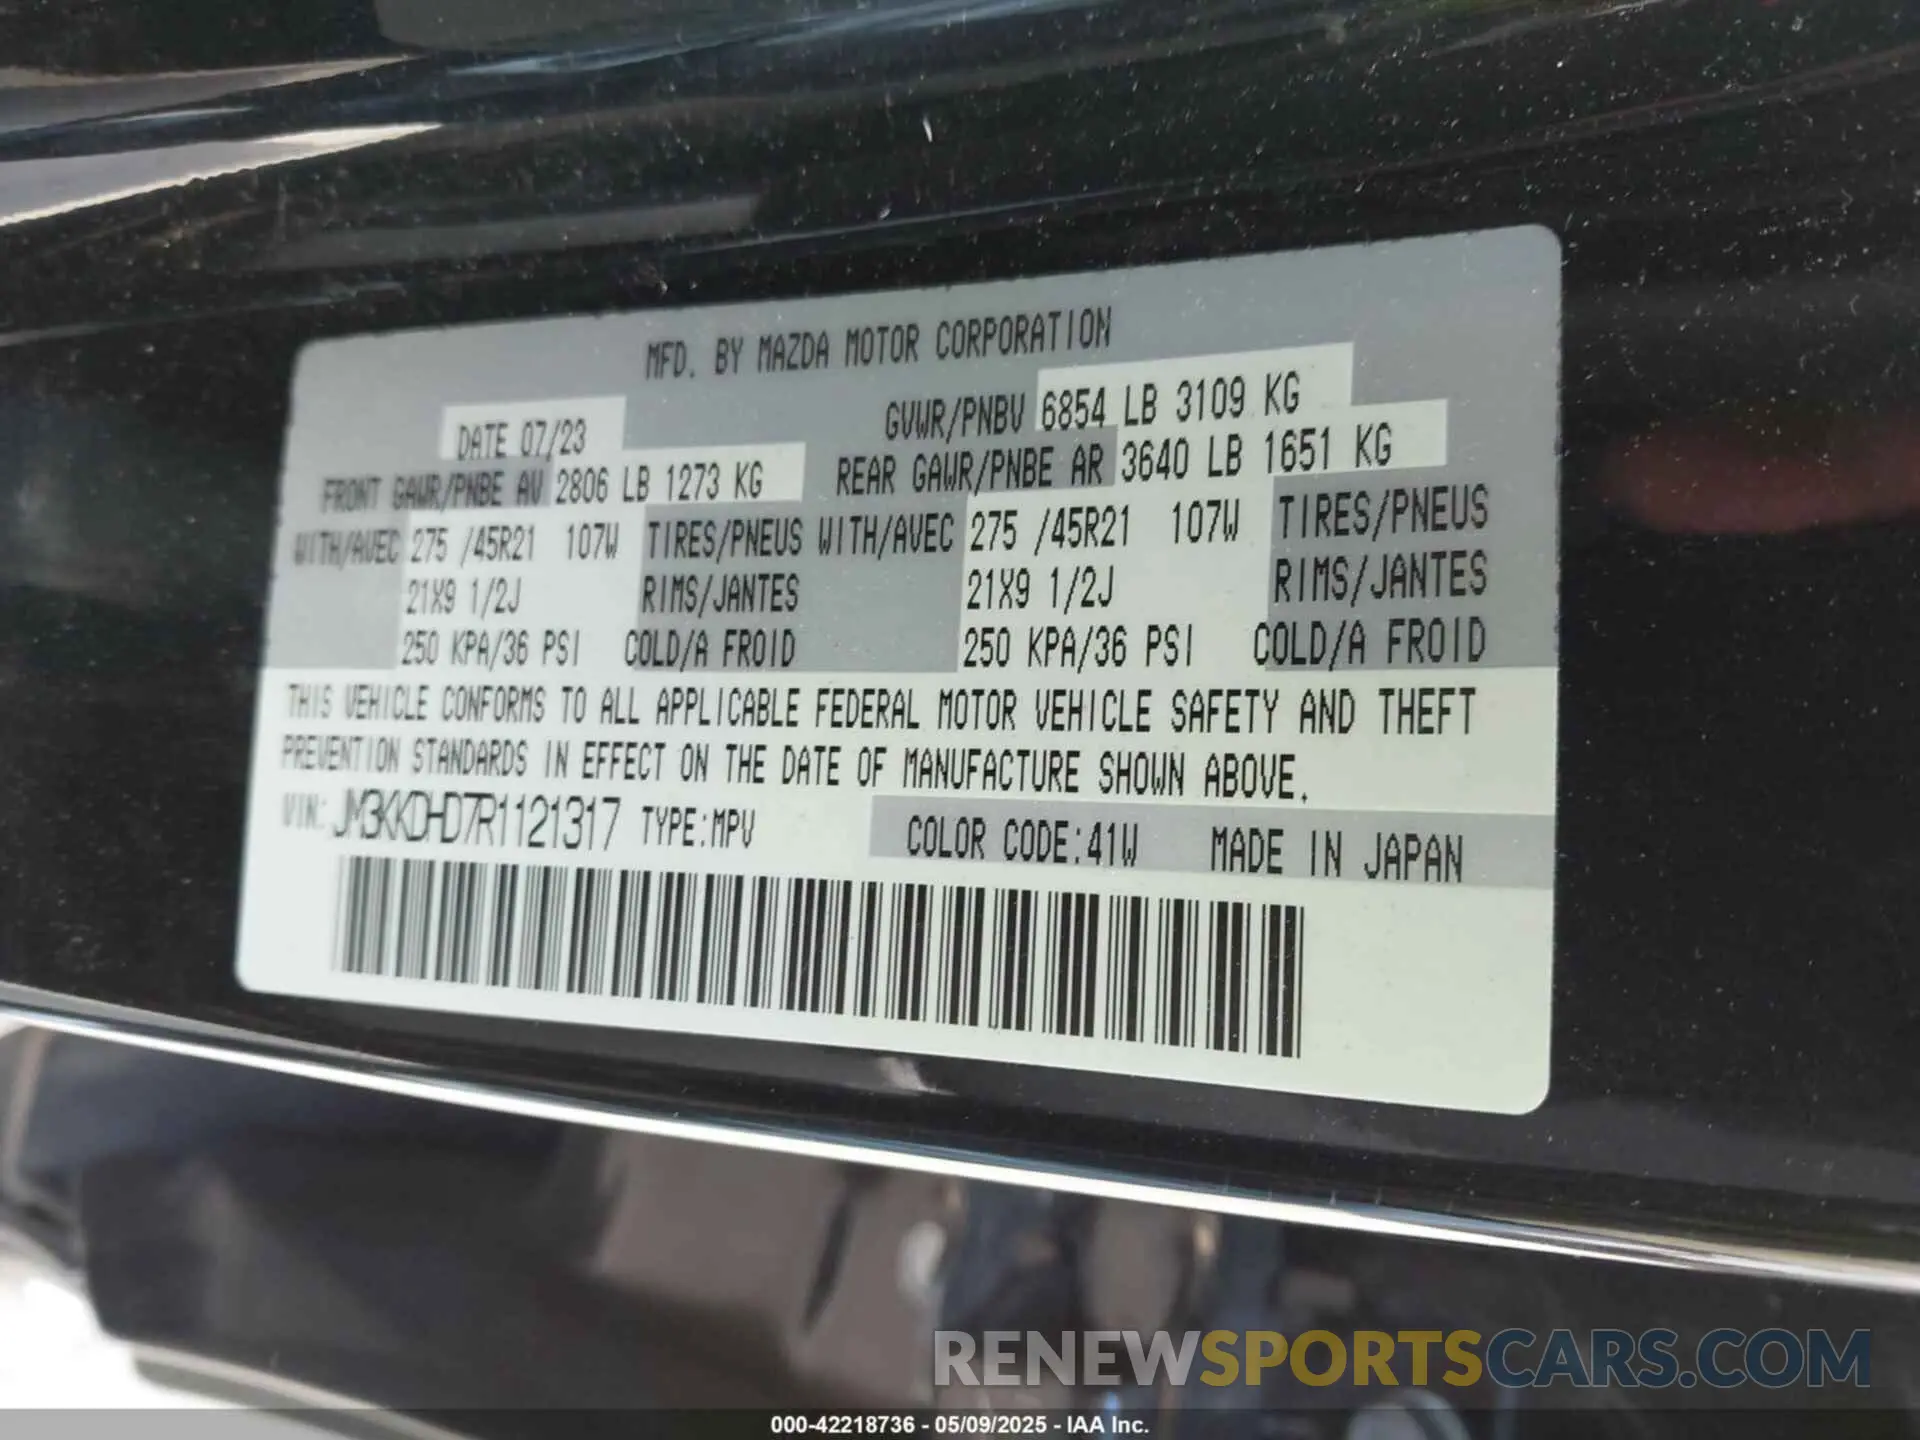 MFD. BY MAZDA MOTOR CORPORATION
DATE 07/23 GVWR/PNBV 6854 LB 3109 KG
FRONT GAWR/PNBE AV 2806 LB 1273 KG REAR GAWR/PNBE AR 3640 LB 1651 KG
WITH/AVEC 275 /45R21 107W TIRES/PNEUS WITH/AVEC 275 /45R21 107W TIRES/PNEUS
21X9 1/2J RIMS/JANTES 21X9 1/2J RIMS/JANTES
250 KPA/36 PSI COLD/A FROID 250 KPA/36 PSI COLD/A FROID
THIS VEHICLE CONFORMS TO ALL APPLICABLE FEDERAL MOTOR VEHICLE SAFETY AND THEFT
PREVENTION STANDARDS IN EFFECT ON THE DATE OF MANUFACTURE SHOWN ABOVE.
VIN: JM3KKDHD7R1121317 TYPE:MPV COLOR CODE:41W MADE IN JAPAN
RENEWSPORTSCARS.COM
000-42218736 - 05/09/2025 - IAA Inc.